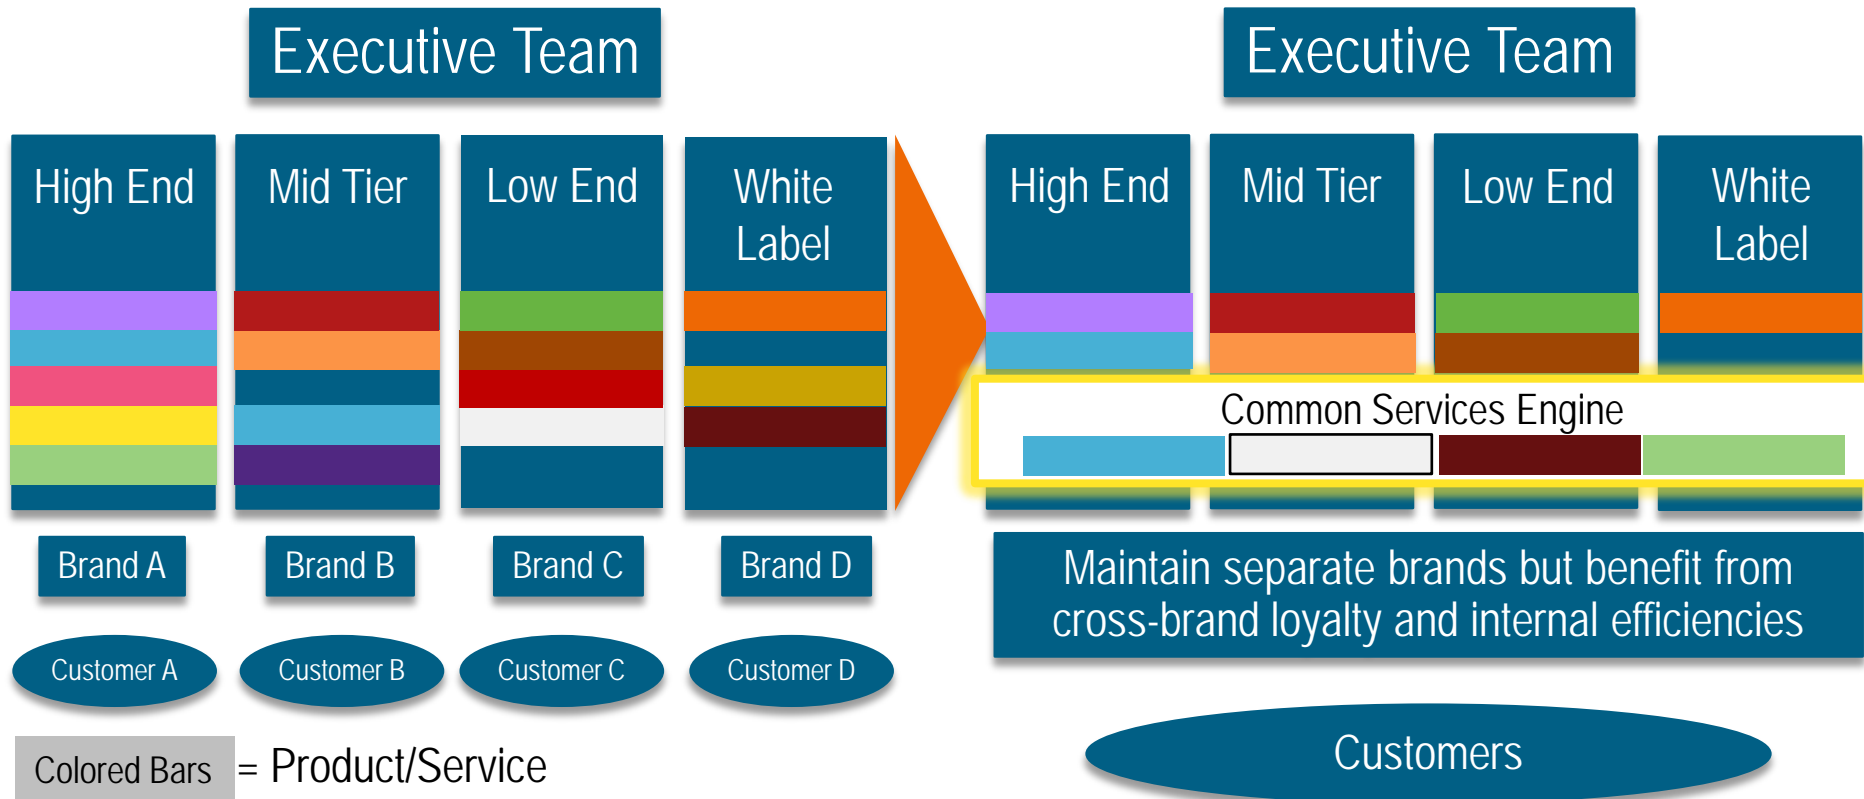 Executive Team
High End
Mid Tier
Low End
White
Label
Brand A
Brand B
Brand C
Brand D
Customer A
Customer B
Customer C
Customer D
Colored Bars = Product/Service
Executive Team
High End
Mid Tier
Low End
White
Label
Common Services Engine
Maintain separate brands but benefit from
cross-brand loyalty and internal efficiencies
Customers